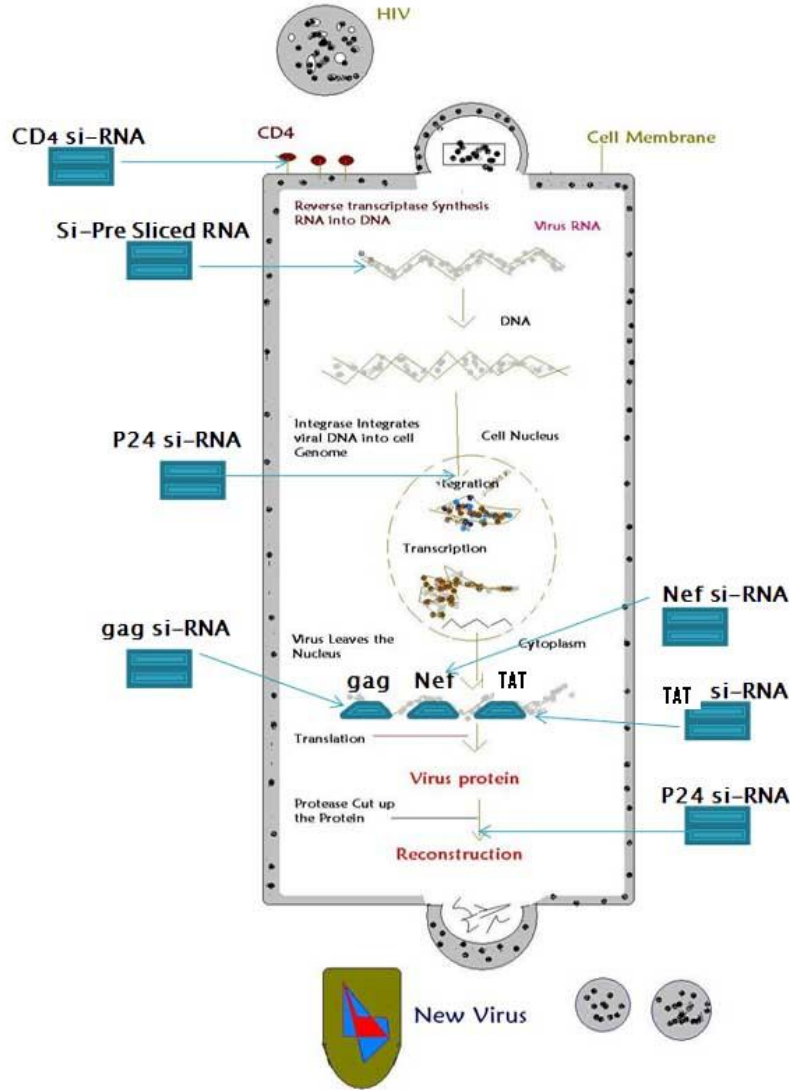 HIV
CD4 si-RNA
CD4
Cell Membrane
Reverse transcriptase Synthesis
RNA into DNA
Virus RNA
Si-Pre Sliced RNA
DNA
Integrase Integrates
viral DNA into cell
Genome
Cell Nucleus
P24 si-RNA
tegration
Transcription
Nef si-RNA
gag si-RNA
Virus Leaves the
Nucleus
Cytoplasm
gag Nef TAT
TAT si-RNA
Translation
Virus protein
P24 si-RNA
Protease Cut up
the Protein
Reconstruction
New Virus